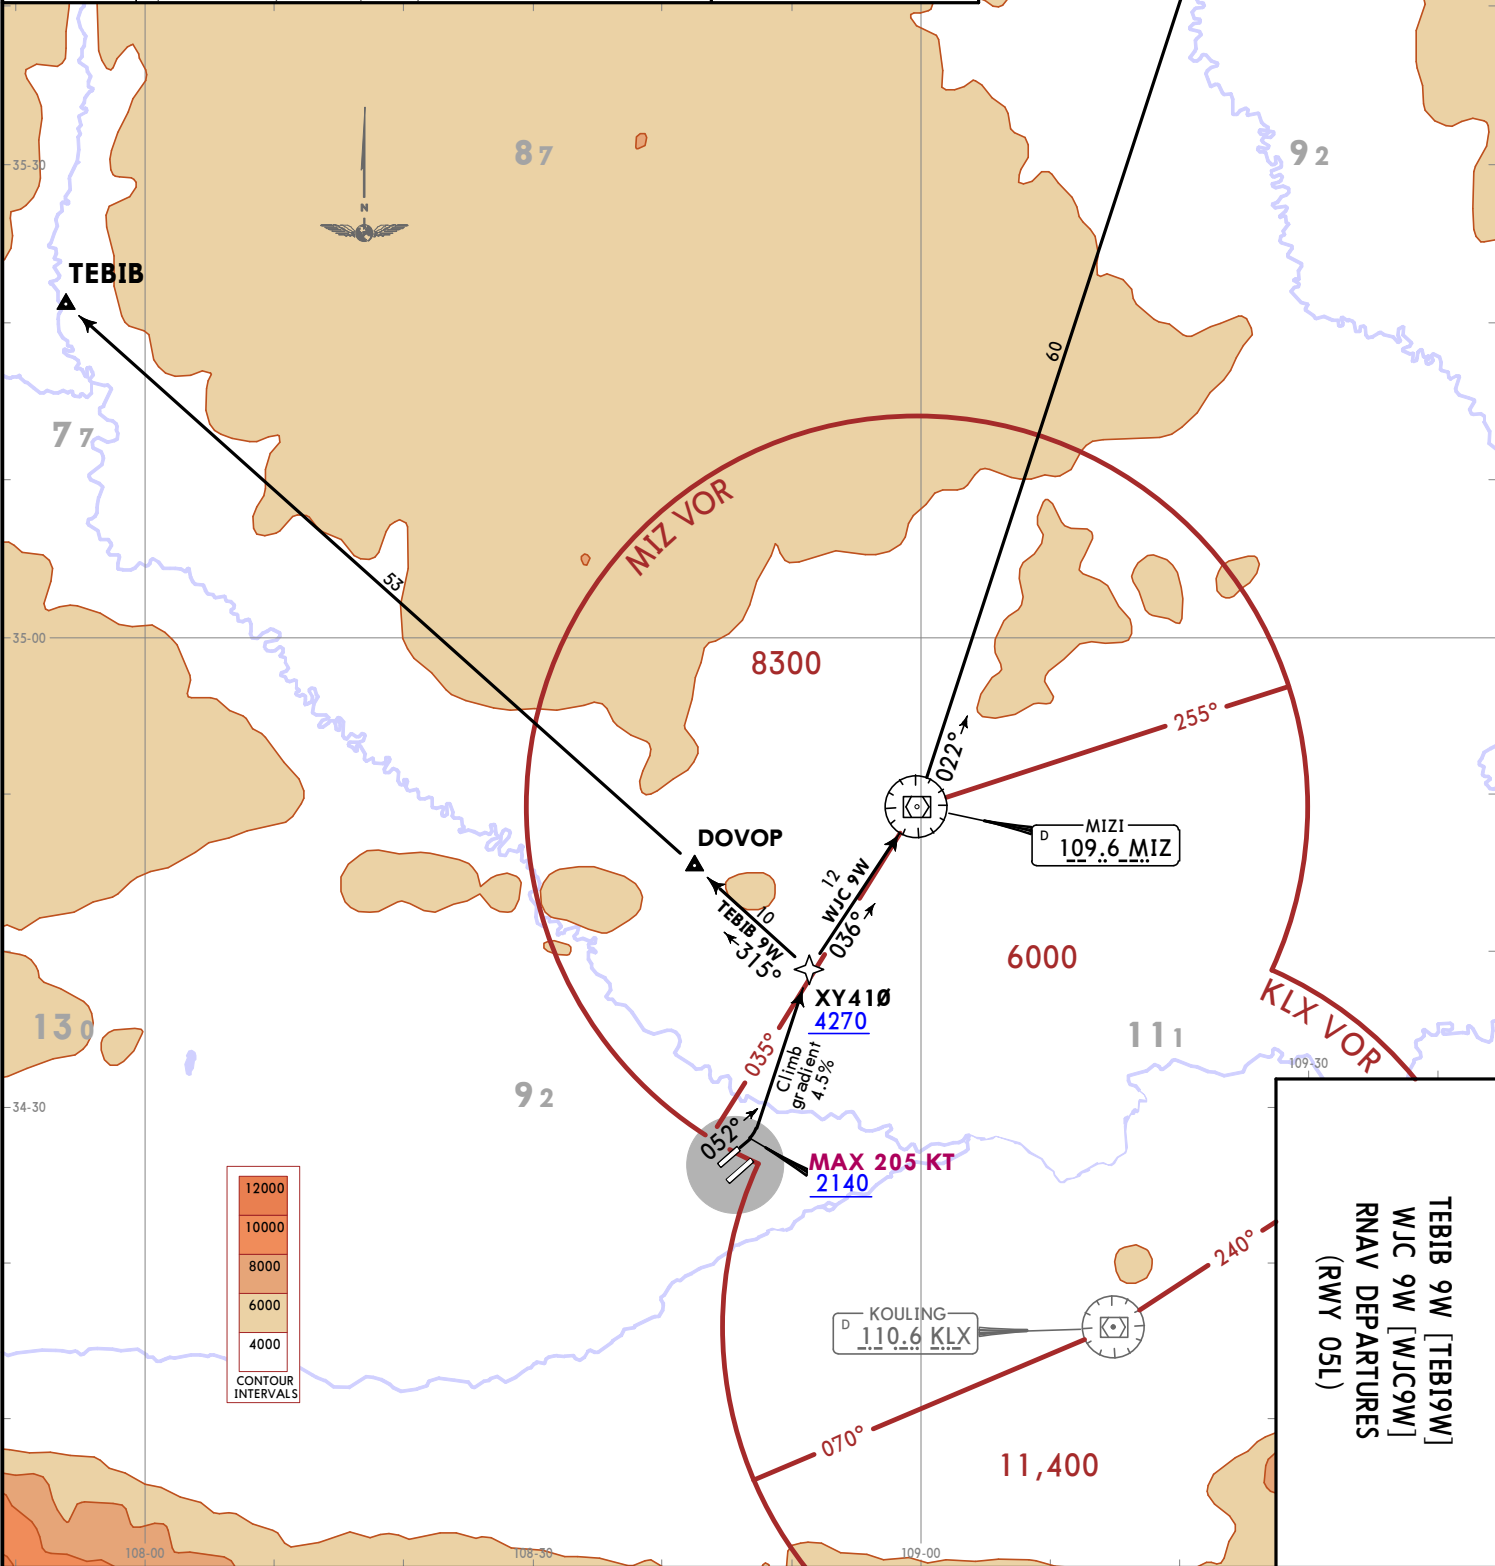 35-30
87
92
N
TEBIB
60
77
MIZ VOR
53
35-00
8300
255°
022°
MIZI
D 109.6 MIZ
DOVOP
12
WJC 9W
036°
10
TEBIB 9W
315°
6000
XY41Ø
4270
KLX VOR
130
111
109-30
035°
Climb
gradient
4.5%
92
34-30
052°
MAX 205 KT
2140
12000
10000
8000
6000
4000
CONTOUR
INTERVALS
240°
KOULING
D 110.6 KLX
070°
11,400
TEBIB 9W [TEBI9W]
WJC 9W [WJC9W]
RNAV DEPARTURES
(RWY 05L)
108-00
108-30
109-00